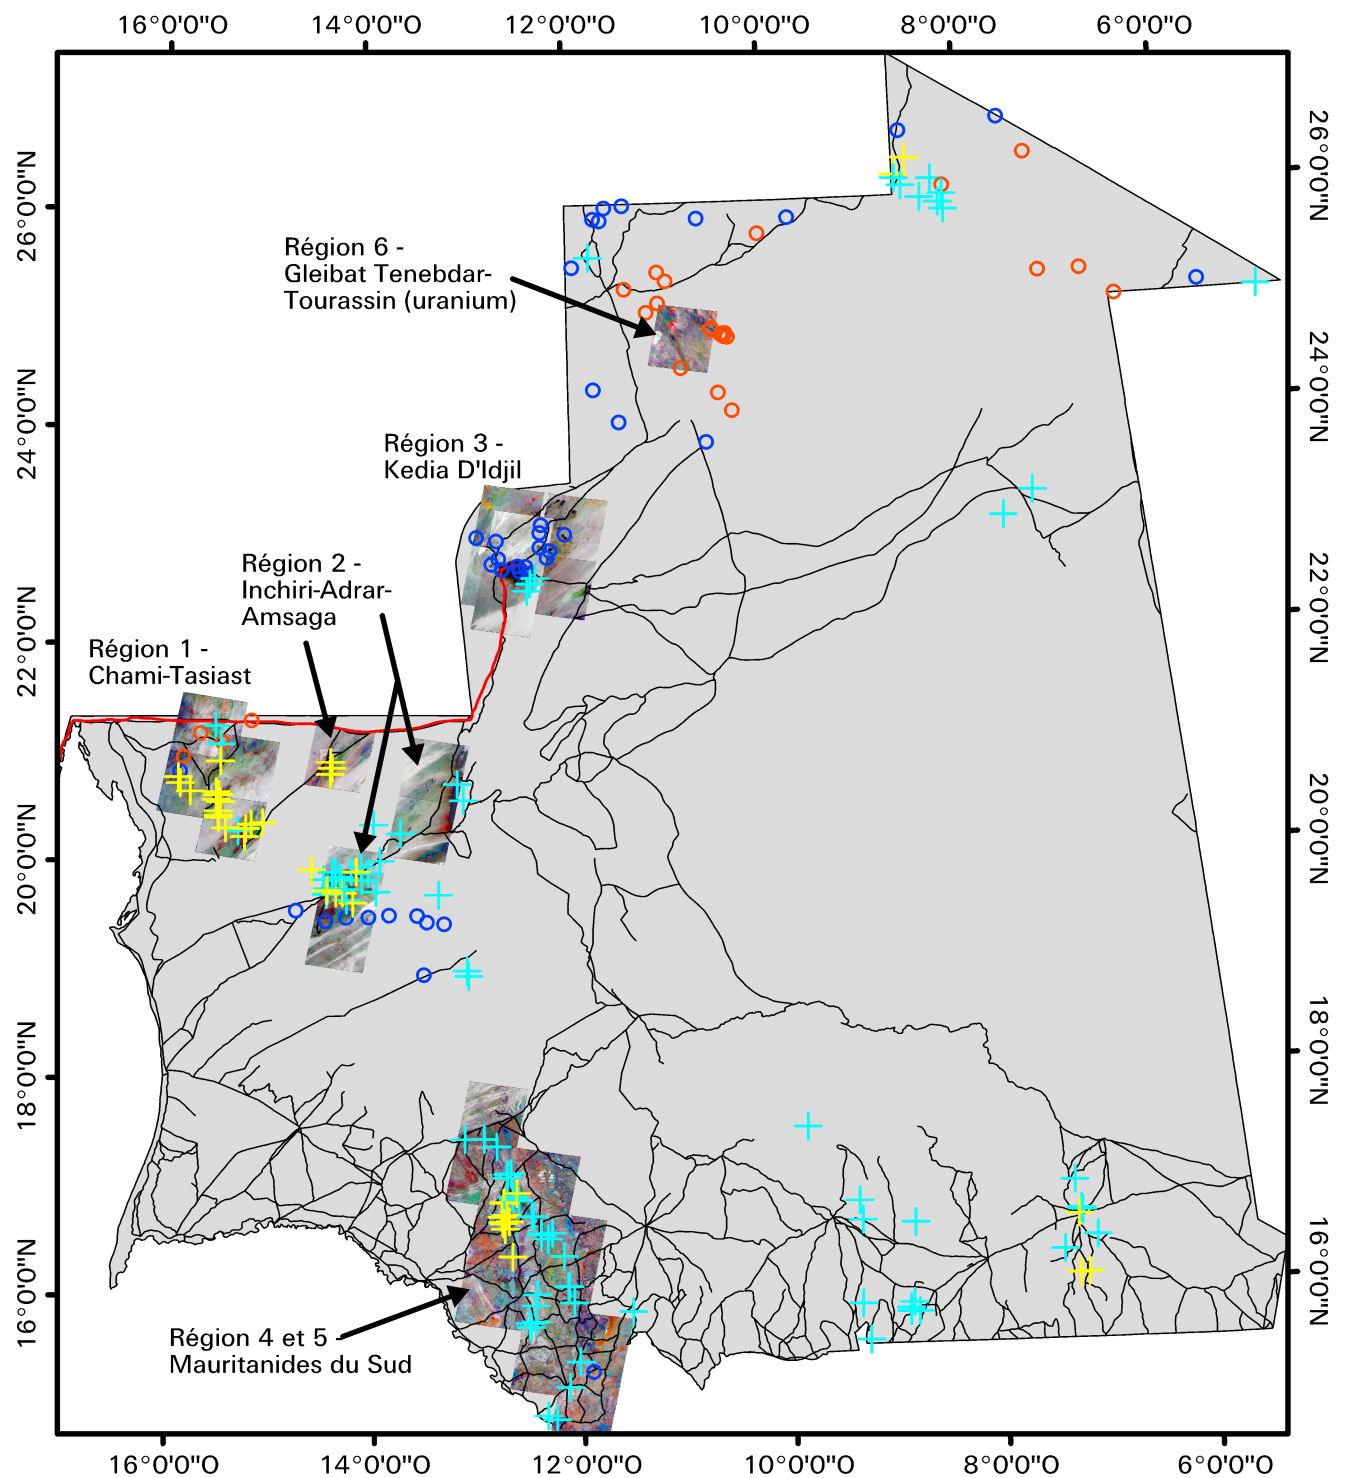 16°0'0"O 14°0'0"O 12°0'0"O 10°0'0"O 8°0'0"O 6°0'0"O
26°0'0"N
26°0'0"N
Région 6 -
Gleibat Tenebdar-
Tourassin (uranium)
24°0'0"N
24°0'0"N
Région 3 -
Kedia D'Idjil
Région 2 -
Inchiri-Adrar-
Amsaga
22°0'0"N
22°0'0"N
Région 1 -
Chami-Tasiast
20°0'0"N
20°0'0"N
18°0'0"N
18°0'0"N
16°0'0"N
16°0'0"N
Région 4 et 5
Mauritanides du Sud
16°0'0"O 14°0'0"O 12°0'0"O 10°0'0"O 8°0'0"O 6°0'0"O